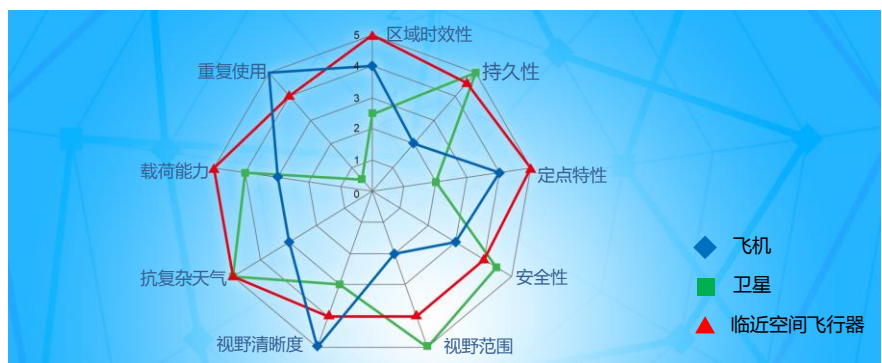 区域时效性
5
重复使用
持久性
4
3
2
载荷能力
定点特性
1
0
飞机
抗复杂天气
安全性
卫星
视野清晰度
视野范围
临近空间飞行器